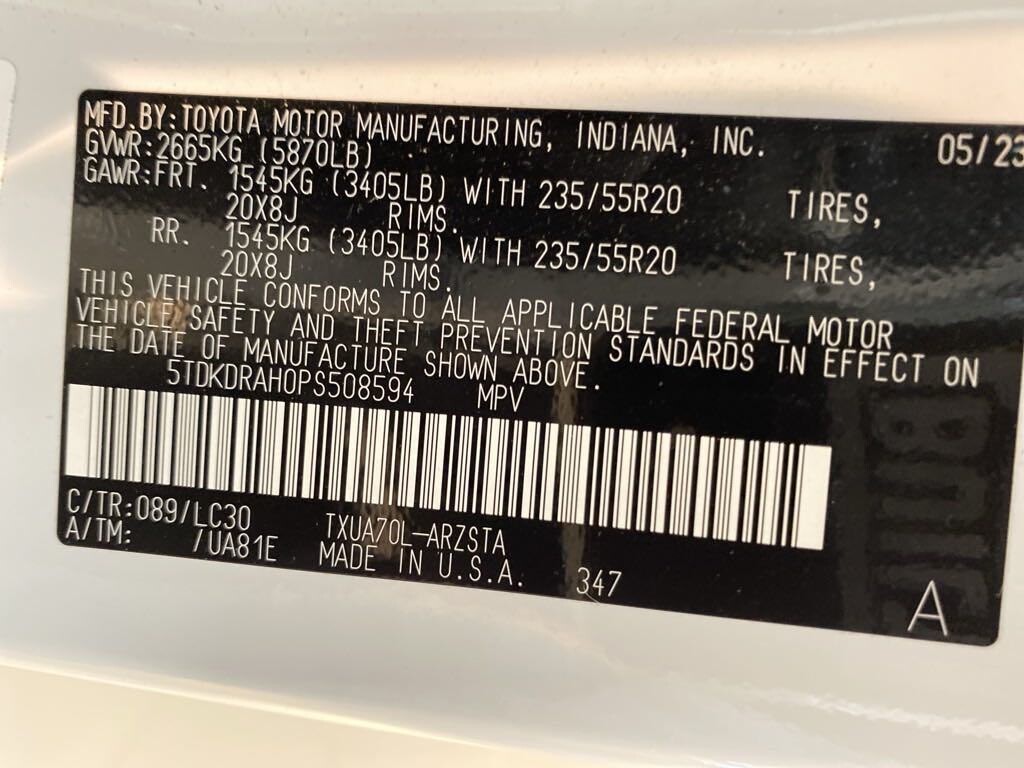 MFD.BY:TOYOTA MOTOR MANUFACTURING, INDIANA, INC. 05/23
GVWR:2665KG (5870LB)
GAWR:FRT. 1545KG (3405LB) WITH 235/55R20 TIRES,
20X8J RIMS.
RR. 1545KG (3405LB) WITH 235/55R20 TIRES,
20X8J RIMS.
THIS VEHICLE CONFORMS TO ALL APPLICABLE FEDERAL MOTOR
VEHICLE SAFETY AND THEFT PREVENTION STANDARDS IN EFFECT ON
THE DATE OF MANUFACTURE SHOWN ABOVE.
5TDKDRAH0PS508594 MPV
C/TR:089/LC30 TXUA70L-ARZSTA
A/TM: /UA81E MADE IN U.S.A. 347
A